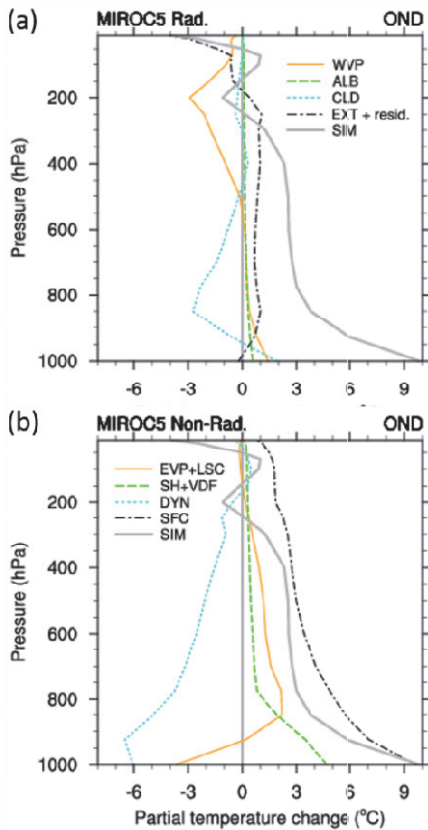 (a)
MIROC5 Rad. OND
WVP
ALB
CLD
EXT + resid.
SIM
Pressure (hPa)
200
400
600
800
1000
-6 -3 0 3 6 9
(b)
MIROC5 Non-Rad. OND
EVP+LSC
SH+VDF
DYN
SFC
SIM
Pressure (hPa)
200
400
600
800
1000
-6 -3 0 3 6 9
Partial temperature change (°C)